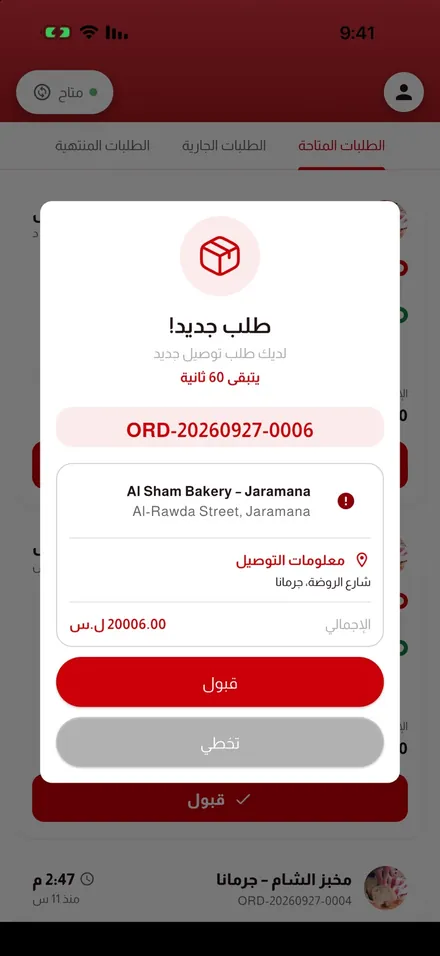 9:41
متاح
الطلبات المتاحة
الطلبات الجارية
الطلبات المنتهية
طلب جديد!
لديك طلب توصيل جديد
يتبقى 60 ثانية
ORD-20260927-0006
Al Sham Bakery – Jaramana
Al-Rawda Street, Jaramana
معلومات التوصيل
شارع الروضة، جرمانا
الإجمالي
20006.00 ل.س
قبول
تخطي
قبول
مخبز الشام – جرمانا
2:47 م
ORD-20260927-0004
منذ 11 س